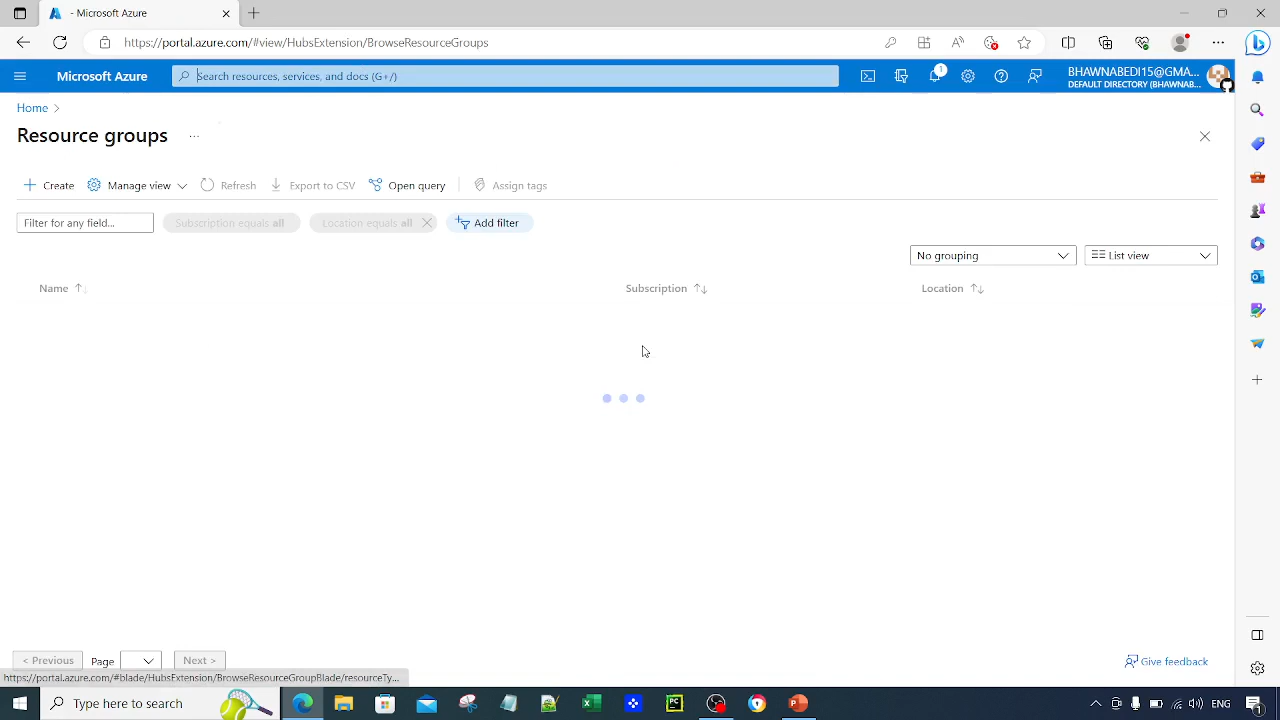 - Microsoft Azure
https://portal.azure.com/#view/HubsExtension/BrowseResourceGroups
Microsoft Azure
Search resources, services, and docs (G+/)
1
BHAWNABEDI15@GMA...
DEFAULT DIRECTORY (BHAWNAB...
Home >
Resource groups ...
Create
Manage view
Refresh
Export to CSV
Open query
Assign tags
Filter for any field...
Subscription equals all
Location equals all
Add filter
No grouping
List view
Name
Subscription
Location
< Previous
Page
Next >
Give feedback
https://portal.azure.com/#blade/HubsExtension/BrowseResourceGroupBlade/resourceTy...
Type here to search
ENG